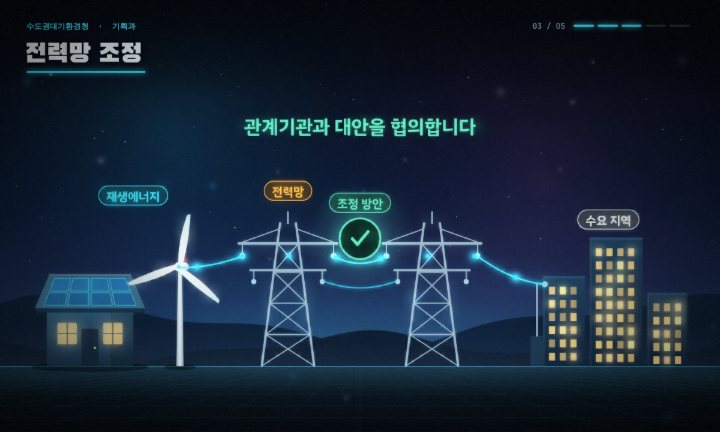 수도권대기환경청 · 기획과
전력망 조정
03 / 05
관계기관과 대안을 협의합니다
재생에너지
전력망
조정 방안
수요 지역